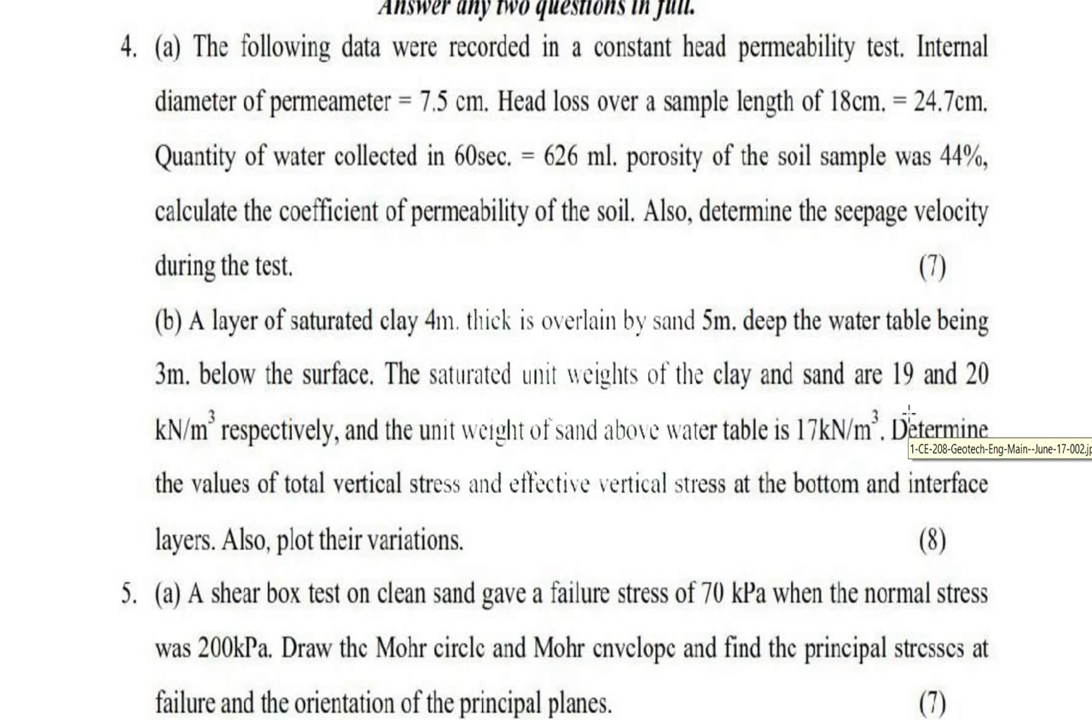 Answer any two questions in full.
4. (a) The following data were recorded in a constant head permeability test. Internal
diameter of permeameter = 7.5 cm. Head loss over a sample length of 18cm. = 24.7cm.
Quantity of water collected in 60sec. = 626 ml. porosity of the soil sample was 44%,
calculate the coefficient of permeability of the soil. Also, determine the seepage velocity
during the test. (7)
(b) A layer of saturated clay 4m. thick is overlain by sand 5m. deep the water table being
3m. below the surface. The saturated unit weights of the clay and sand are 19 and 20
kN/m³ respectively, and the unit weight of sand above water table is 17kN/m³. Determine
1-CE-208-Geotech-Eng-Main--June-17-002.jp
the values of total vertical stress and effective vertical stress at the bottom and interface
layers. Also, plot their variations. (8)
5. (a) A shear box test on clean sand gave a failure stress of 70 kPa when the normal stress
was 200kPa. Draw the Mohr circle and Mohr envelope and find the principal stresses at
failure and the orientation of the principal planes. (7)